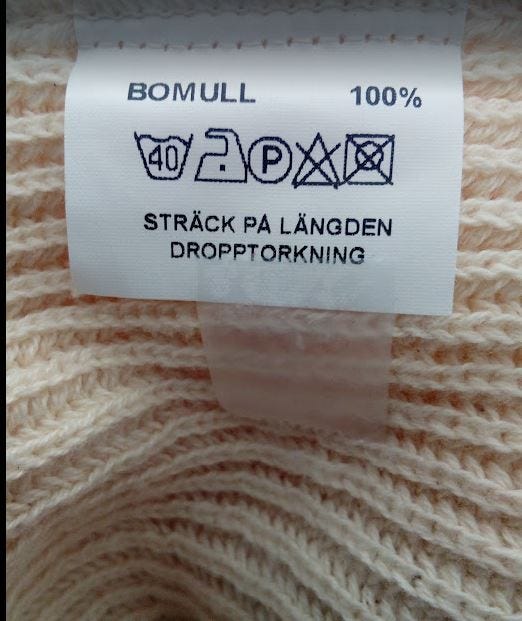 BOMULL 100%
40 P
STRÄCK PÅ LÄNGDEN
DROPPTORKNING